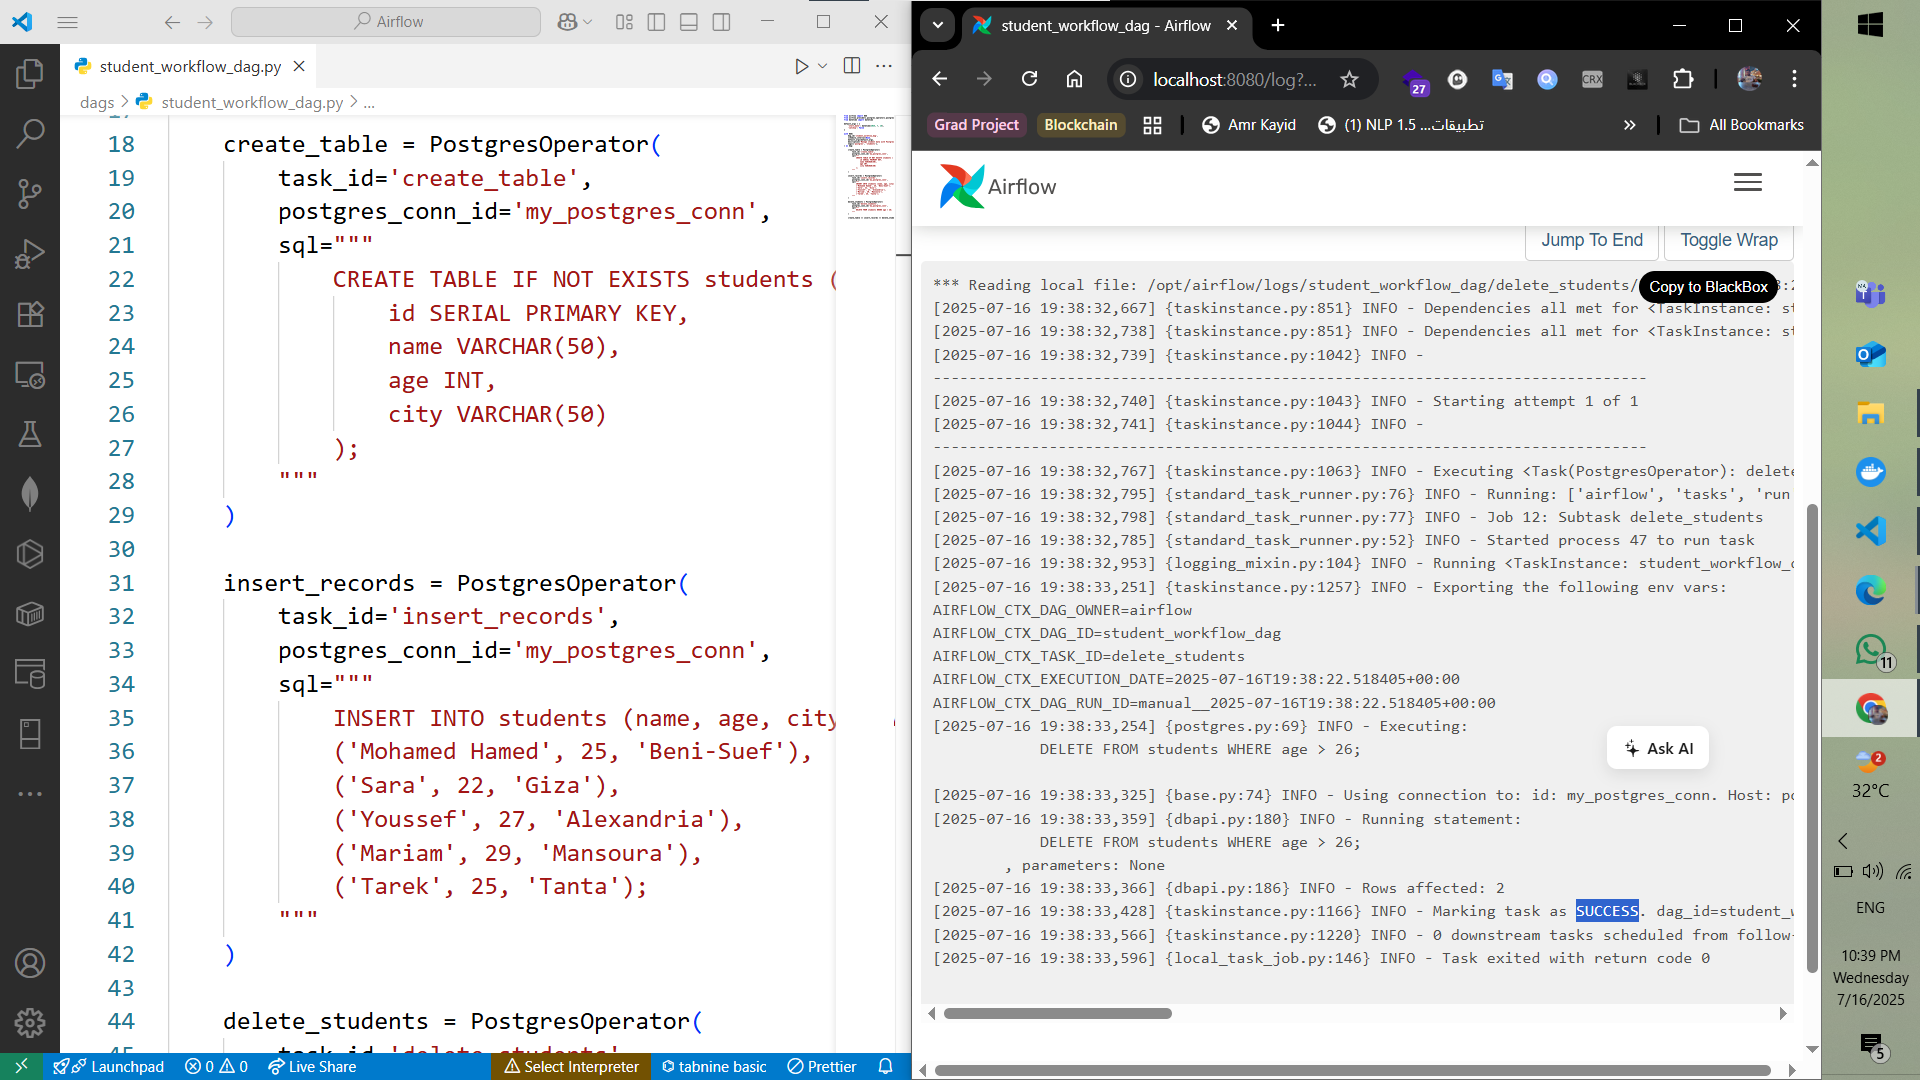 Airflow
student_workflow_dag.py
dags > student_workflow_dag.py > ...
18 create_table = PostgresOperator(
19 task_id='create_table',
20 postgres_conn_id='my_postgres_conn',
21 sql="""
22 CREATE TABLE IF NOT EXISTS students (
23 id SERIAL PRIMARY KEY,
24 name VARCHAR(50),
25 age INT,
26 city VARCHAR(50)
27 );
28 """
29 )
30
31 insert_records = PostgresOperator(
32 task_id='insert_records',
33 postgres_conn_id='my_postgres_conn',
34 sql="""
35 INSERT INTO students (name, age, city
36 ('Mohamed Hamed', 25, 'Beni-Suef'),
37 ('Sara', 22, 'Giza'),
38 ('Youssef', 27, 'Alexandria'),
39 ('Mariam', 29, 'Mansoura'),
40 ('Tarek', 25, 'Tanta');
41 """
42 )
43
44 delete_students = PostgresOperator(
Launchpad 0 0 Live Share Select Interpreter tabnine basic Prettier
student_workflow_dag - Airflow
localhost:8080/log?...
27
CRX
Grad Project Blockchain Amr Kayid (1) NLP 1.5 ...تطبيقات » All Bookmarks
Airflow
Jump To End Toggle Wrap
*** Reading local file: /opt/airflow/logs/student_workflow_dag/delete_students/
Copy to BlackBox
[2025-07-16 19:38:32,667] {taskinstance.py:851} INFO - Dependencies all met for <TaskInstance: st
[2025-07-16 19:38:32,738] {taskinstance.py:851} INFO - Dependencies all met for <TaskInstance: st
[2025-07-16 19:38:32,739] {taskinstance.py:1042} INFO -
--------------------------------------------------------------------------------
[2025-07-16 19:38:32,740] {taskinstance.py:1043} INFO - Starting attempt 1 of 1
[2025-07-16 19:38:32,741] {taskinstance.py:1044} INFO -
--------------------------------------------------------------------------------
[2025-07-16 19:38:32,767] {taskinstance.py:1063} INFO - Executing <Task(PostgresOperator): delete
[2025-07-16 19:38:32,795] {standard_task_runner.py:76} INFO - Running: ['airflow', 'tasks', 'run
[2025-07-16 19:38:32,798] {standard_task_runner.py:77} INFO - Job 12: Subtask delete_students
[2025-07-16 19:38:32,785] {standard_task_runner.py:52} INFO - Started process 47 to run task
[2025-07-16 19:38:32,953] {logging_mixin.py:104} INFO - Running <TaskInstance: student_workflow_d
[2025-07-16 19:38:33,251] {taskinstance.py:1257} INFO - Exporting the following env vars:
AIRFLOW_CTX_DAG_OWNER=airflow
AIRFLOW_CTX_DAG_ID=student_workflow_dag
AIRFLOW_CTX_TASK_ID=delete_students
AIRFLOW_CTX_EXECUTION_DATE=2025-07-16T19:38:22.518405+00:00
AIRFLOW_CTX_DAG_RUN_ID=manual__2025-07-16T19:38:22.518405+00:00
[2025-07-16 19:38:33,254] {postgres.py:69} INFO - Executing:
DELETE FROM students WHERE age > 26;
Ask AI
[2025-07-16 19:38:33,325] {base.py:74} INFO - Using connection to: id: my_postgres_conn. Host: po
[2025-07-16 19:38:33,359] {dbapi.py:180} INFO - Running statement:
DELETE FROM students WHERE age > 26;
, parameters: None
[2025-07-16 19:38:33,366] {dbapi.py:186} INFO - Rows affected: 2
[2025-07-16 19:38:33,428] {taskinstance.py:1166} INFO - Marking task as SUCCESS. dag_id=student_w
[2025-07-16 19:38:33,566] {taskinstance.py:1220} INFO - 0 downstream tasks scheduled from follow-
[2025-07-16 19:38:33,596] {local_task_job.py:146} INFO - Task exited with return code 0
11
2
32°C
ENG
10:39 PM
Wednesday
7/16/2025
5